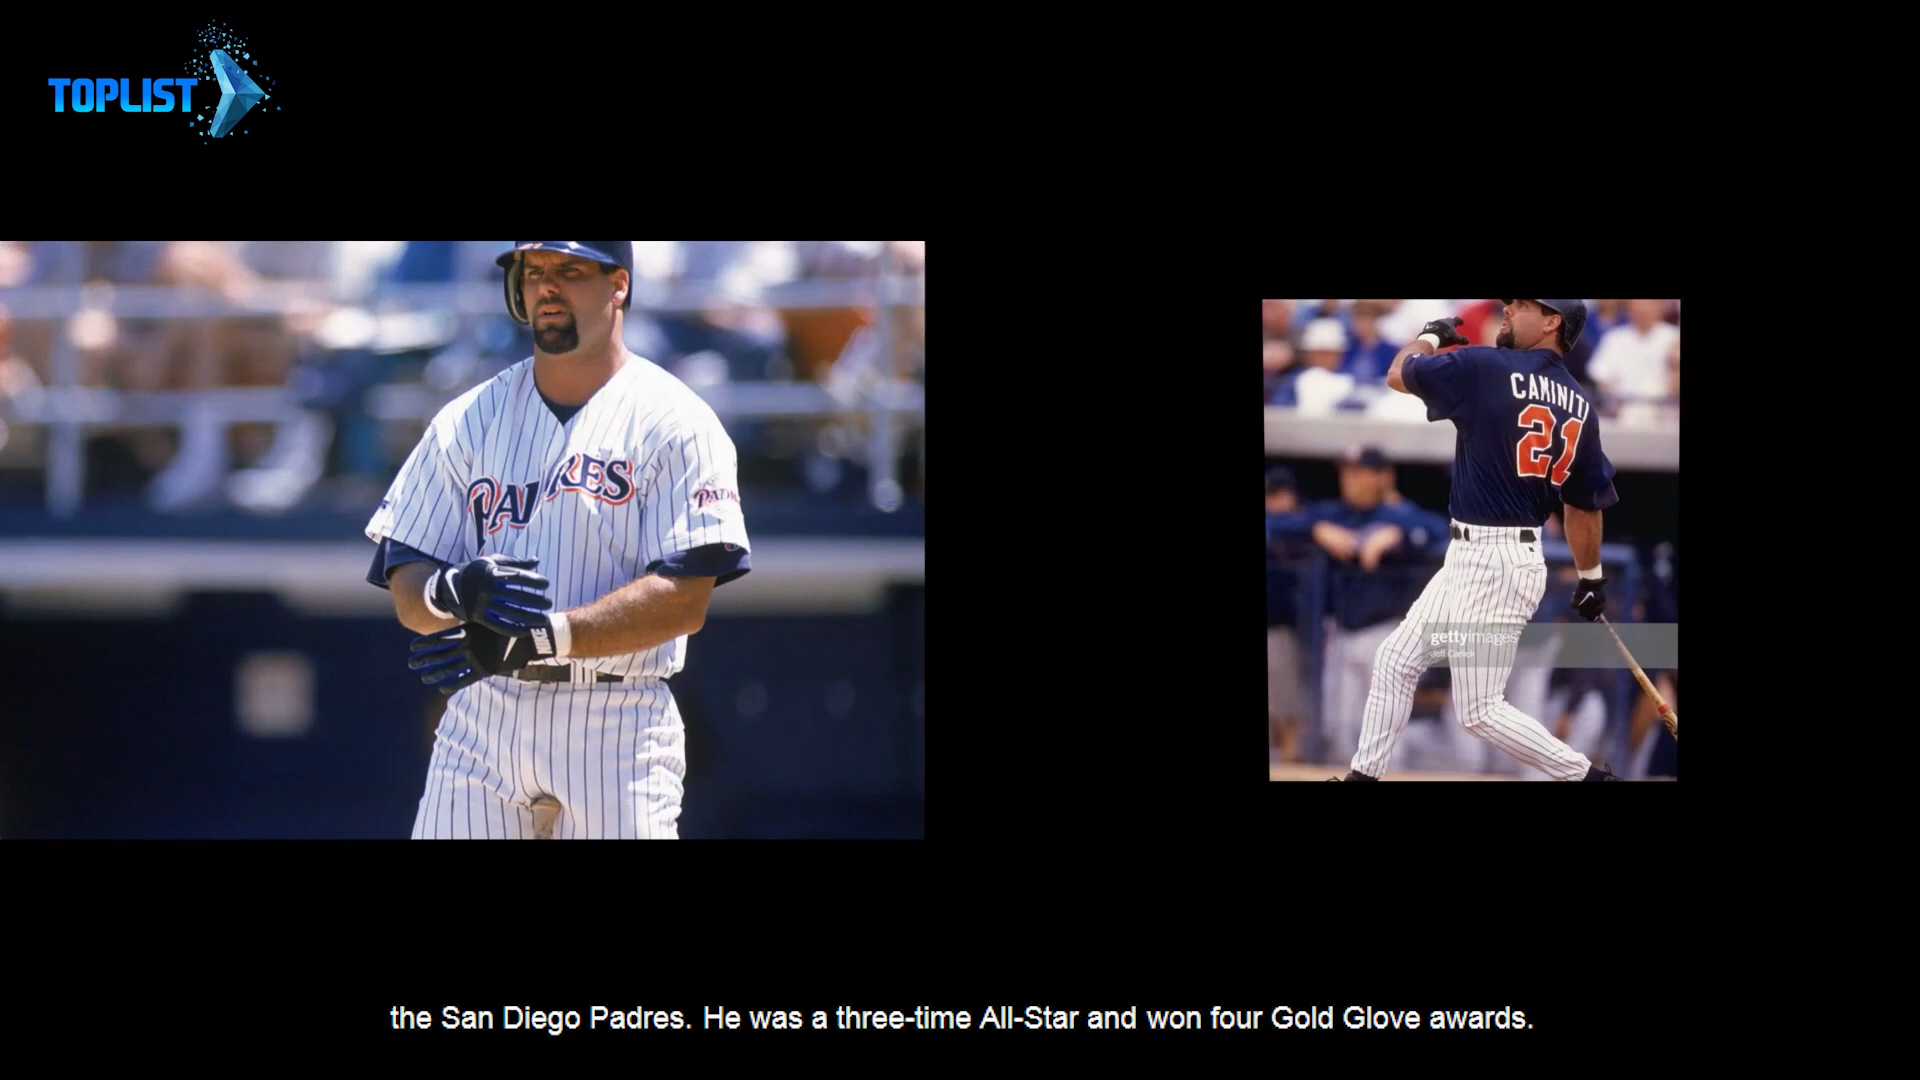 TOPLIST
PADRES
CAMINITI
21
gettyimages
the San Diego Padres. He was a three-time All-Star and won four Gold Glove awards.